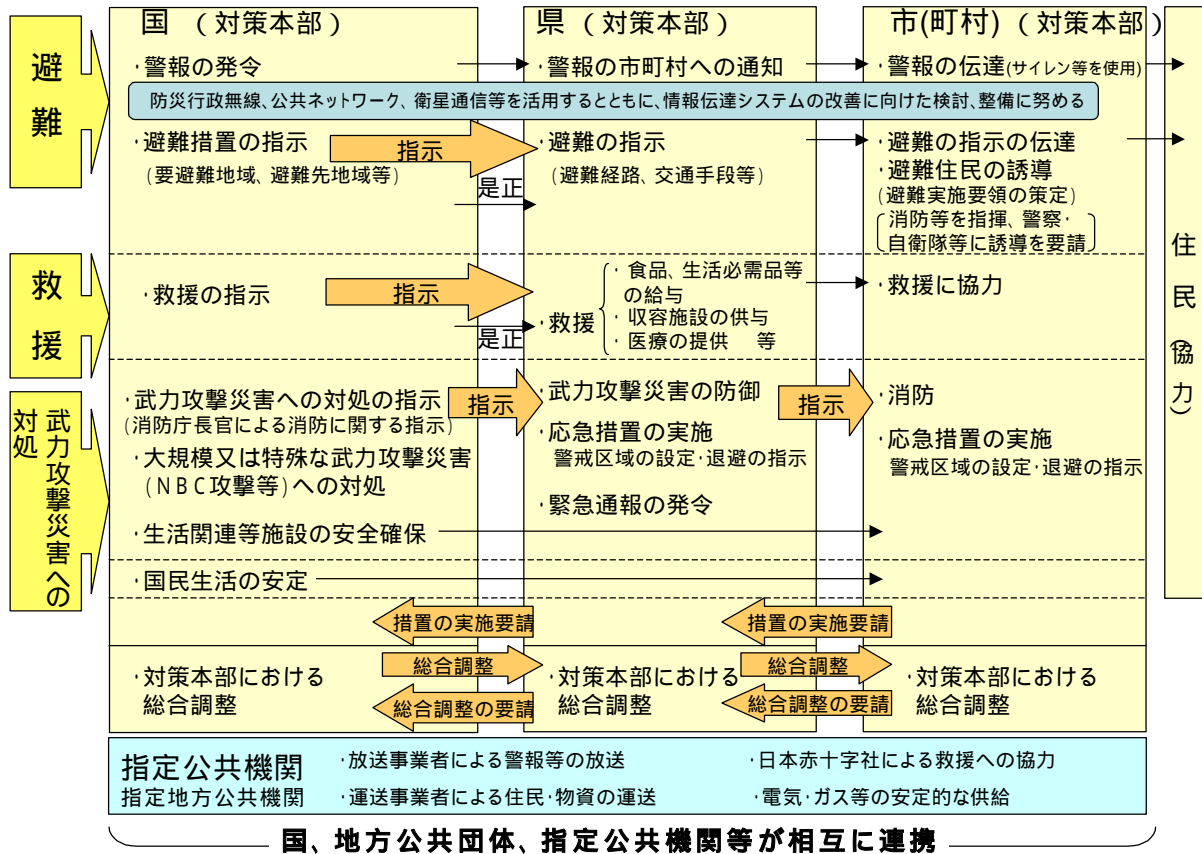 国 （対策本部）
県 （対策本部）
市(町村)（対策本部）
避難
･警報の発令
･警報の市町村への通知
･警報の伝達(サイレン等を使用)
防災行政無線、公共ネットワーク、衛星通信等を活用するとともに、情報伝達システムの改善に向けた検討、整備に努める
･避難措置の指示
(要避難地域、避難先地域等)
指示
是正
･避難の指示
(避難経路、交通手段等)
･避難の指示の伝達
･避難住民の誘導
(避難実施要領の策定)
消防等を指揮、警察･
自衛隊等に誘導を要請
住民（協力）
救援
･救援の指示
指示
是正
･救援
･食品、生活必需品等
の給与
･収容施設の供与
･医療の提供 等
･救援に協力
武力攻撃災害への
対処
･武力攻撃災害への対処の指示
(消防庁長官による消防に関する指示)
指示
･武力攻撃災害の防御
指示
･消防
･大規模又は特殊な武力攻撃災害
(NBC攻撃等)への対処
･応急措置の実施
警戒区域の設定･退避の指示
･応急措置の実施
警戒区域の設定･退避の指示
･緊急通報の発令
･生活関連等施設の安全確保
･国民生活の安定
措置の実施要請
措置の実施要請
･対策本部における
総合調整
総合調整
総合調整の要請
･対策本部における
総合調整
総合調整
総合調整の要請
･対策本部における
総合調整
指定公共機関
指定地方公共機関
･放送事業者による警報等の放送
･日本赤十字社による救援への協力
･運送事業者による住民･物資の運送
･電気･ガス等の安定的な供給
国、地方公共団体、指定公共機関等が相互に連携